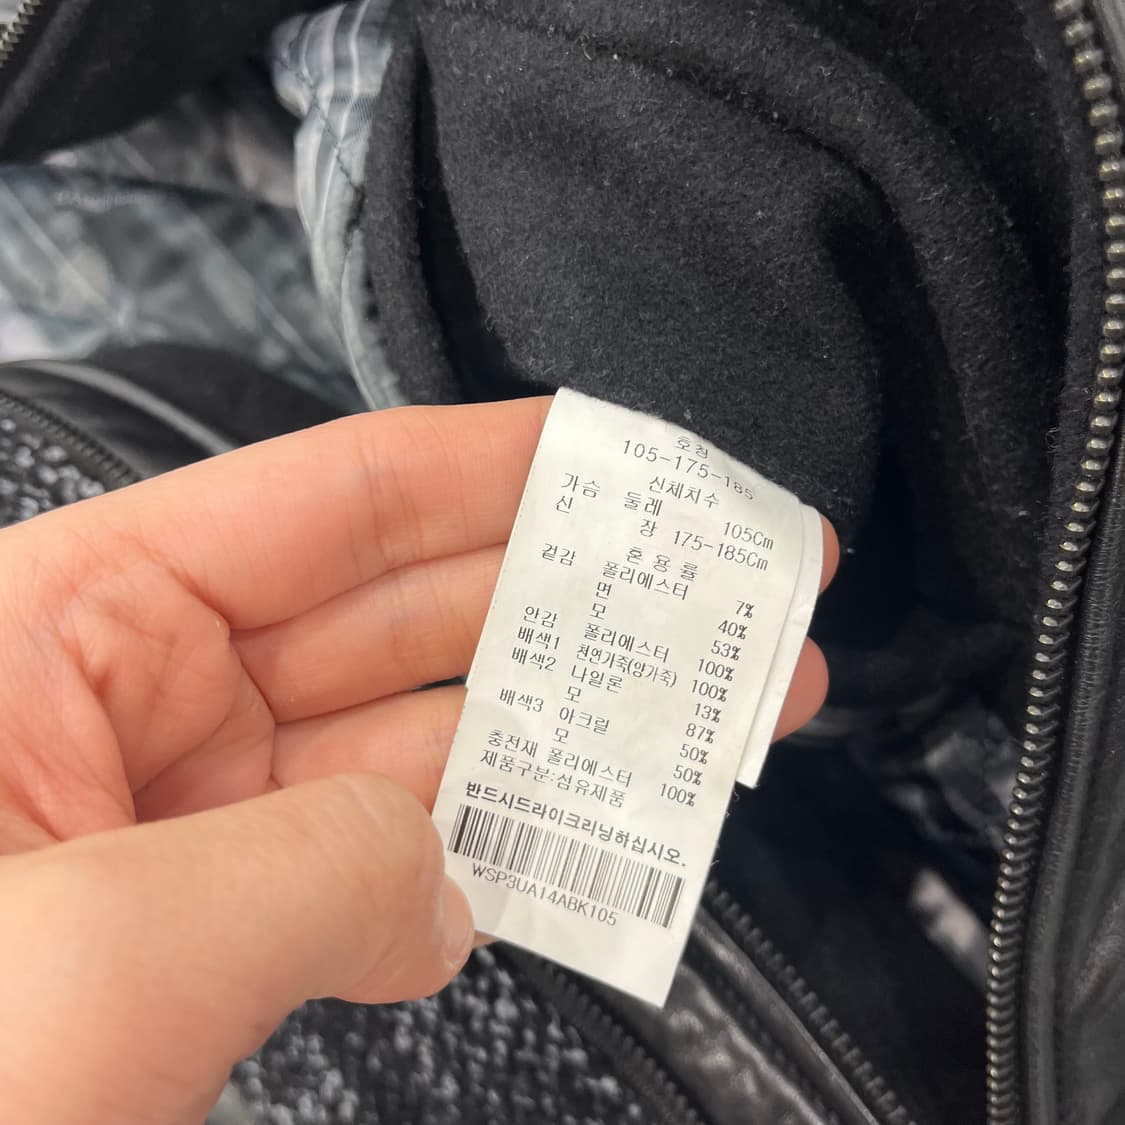 호칭
105-175-185
신체치수
가슴 둘레 105Cm
신 장 175-185Cm
혼 용 률
겉감 폴리에스터 7%
면 40%
모 53%
안감 폴리에스터 100%
배색1 천연가죽(양가죽) 100%
배색2 나일론 13%
모 87%
배색3 아크릴 50%
모 50%
충전재 폴리에스터 100%
제품구분:섬유제품
반드시드라이크리닝하십시오.
WSP3UA14ABK105